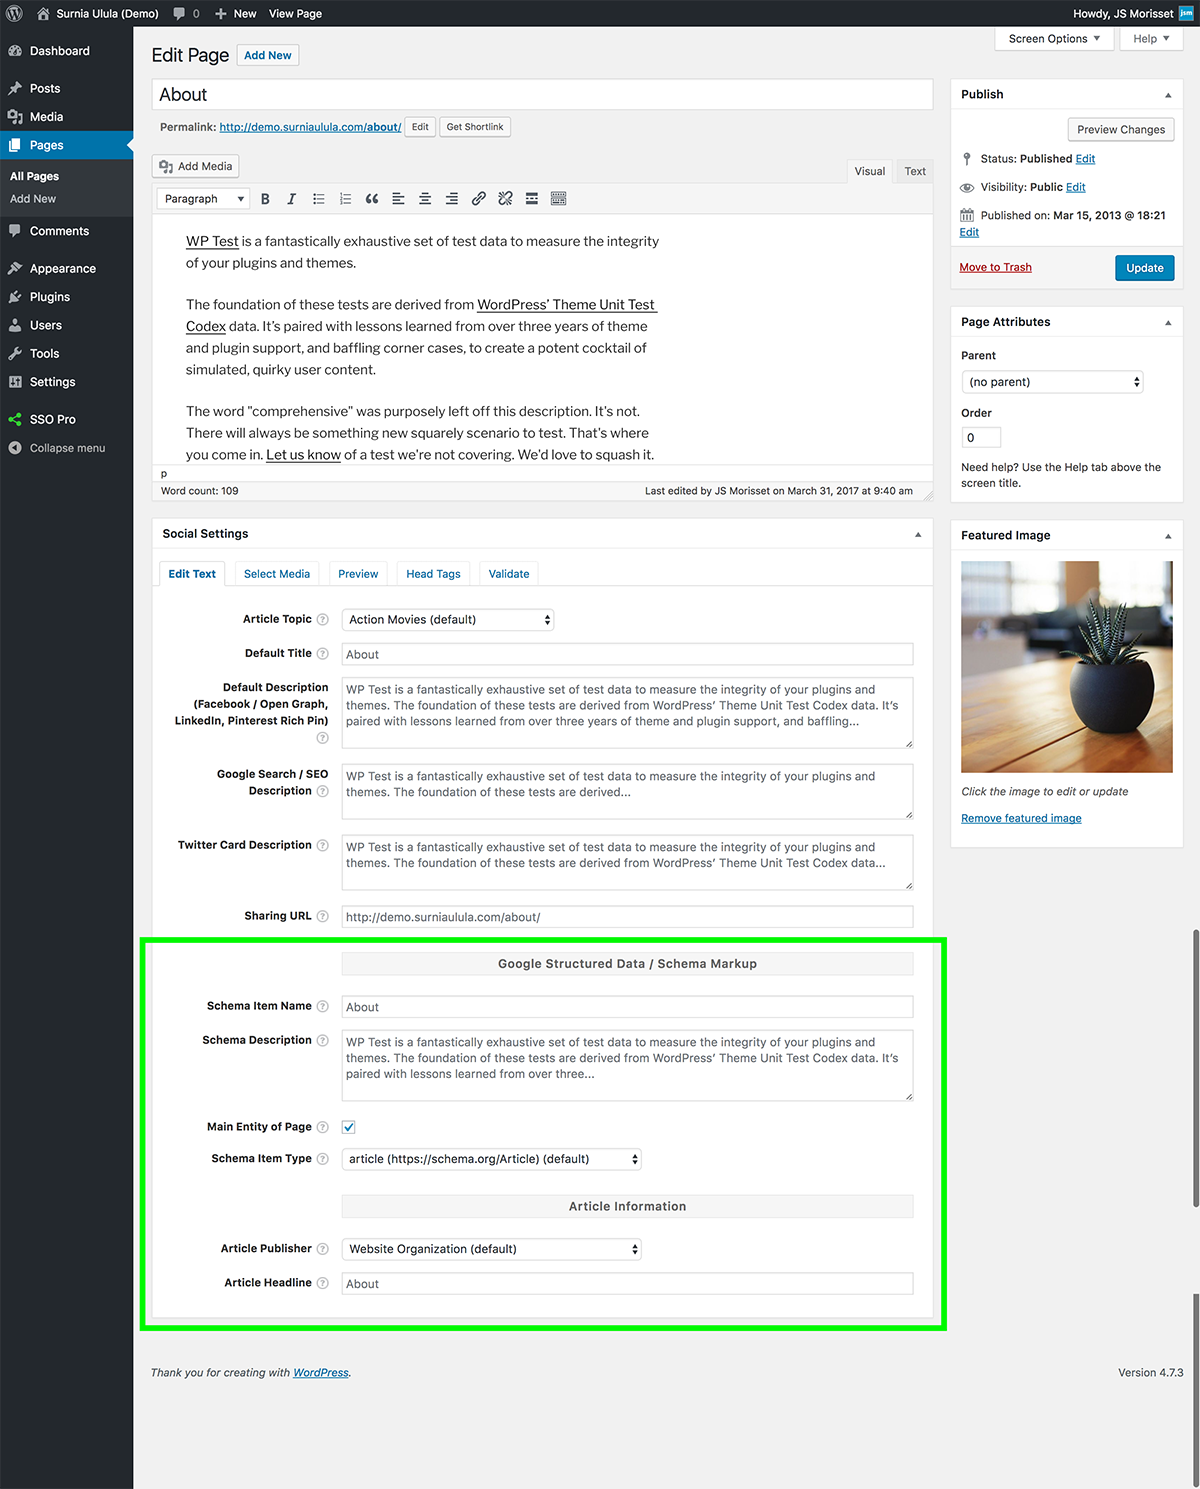 Surnia Ulula (Demo) 0 New View Page Howdy, JS Morisset jsm
Dashboard
Posts
Media
Pages
All Pages
Add New
Comments
Appearance
Plugins
Users
Tools
Settings
SSO Pro
Collapse menu
Screen Options Help
Edit Page Add New
About
Permalink: http://demo.surniaulula.com/about/ Edit Get Shortlink
Add Media
Visual Text
Paragraph B I
WP Test is a fantastically exhaustive set of test data to measure the integrity
of your plugins and themes.
The foundation of these tests are derived from WordPress’ Theme Unit Test
Codex data. It’s paired with lessons learned from over three years of theme
and plugin support, and baffling corner cases, to create a potent cocktail of
simulated, quirky user content.
The word "comprehensive" was purposely left off this description. It's not.
There will always be something new squarely scenario to test. That's where
you come in. Let us know of a test we're not covering. We'd love to squash it.
p
Word count: 109 Last edited by JS Morisset on March 31, 2017 at 9:40 am
Publish
Preview Changes
Status: Published Edit
Visibility: Public Edit
Published on: Mar 15, 2013 @ 18:21
Edit
Move to Trash Update
Page Attributes
Parent
(no parent)
Order
0
Need help? Use the Help tab above the
screen title.
Featured Image
Click the image to edit or update
Remove featured image
Social Settings
Edit Text Select Media Preview Head Tags Validate
Article Topic ? Action Movies (default)
Default Title ? About
Default Description
(Facebook / Open Graph,
LinkedIn, Pinterest Rich Pin)
?
WP Test is a fantastically exhaustive set of test data to measure the integrity of your plugins and
themes. The foundation of these tests are derived from WordPress’ Theme Unit Test Codex data. It’s
paired with lessons learned from over three years of theme and plugin support, and baffling...
Google Search / SEO
Description ?
WP Test is a fantastically exhaustive set of test data to measure the integrity of your plugins and
themes. The foundation of these tests are derived...
Twitter Card Description ?
WP Test is a fantastically exhaustive set of test data to measure the integrity of your plugins and
themes. The foundation of these tests are derived from WordPress’ Theme Unit Test Codex data...
Sharing URL ? http://demo.surniaulula.com/about/
Google Structured Data / Schema Markup
Schema Item Name ? About
Schema Description ?
WP Test is a fantastically exhaustive set of test data to measure the integrity of your plugins and
themes. The foundation of these tests are derived from WordPress’ Theme Unit Test Codex data. It’s
paired with lessons learned from over three...
Main Entity of Page ?
Schema Item Type ? article (https://schema.org/Article) (default)
Article Information
Article Publisher ? Website Organization (default)
Article Headline ? About
Thank you for creating with WordPress. Version 4.7.3